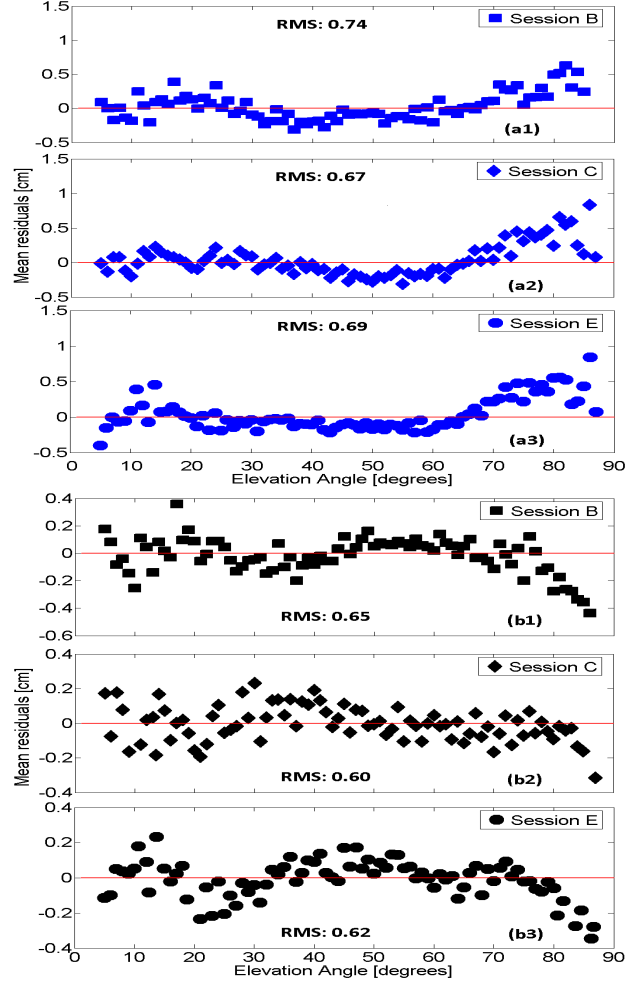 1.5
RMS: 0.74
Session B
1
0.5
0
-0.5
(a1)
1.5
RMS: 0.67
Session C
1
0.5
0
-0.5
(a2)
Mean residuals [cm]
1.5
RMS: 0.69
Session E
1
0.5
0
-0.5
(a3)
0 10 20 30 40 50 60 70 80 90
Elevation Angle [degrees]
0.4
Session B
0.2
0
-0.2
-0.4
-0.6
RMS: 0.65
(b1)
0.4
Session C
0.2
0
-0.2
-0.4
RMS: 0.60
(b2)
Mean residuals [cm]
0.4
Session E
0.2
0
-0.2
-0.4
RMS: 0.62
(b3)
0 10 20 30 40 50 60 70 80 90
Elevation Angle [degrees]